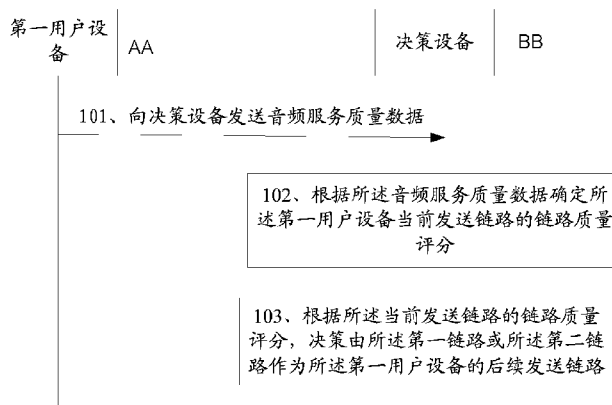 第一用户设
备
AA
决策设备
BB
101、向决策设备发送音频服务质量数据
102、根据所述音频服务质量数据确定所
述第一用户设备当前发送链路的链路质量
评分
103、根据所述当前发送链路的链路质量
评分，决策由所述第一链路或所述第二链
路作为所述第一用户设备的后续发送链路